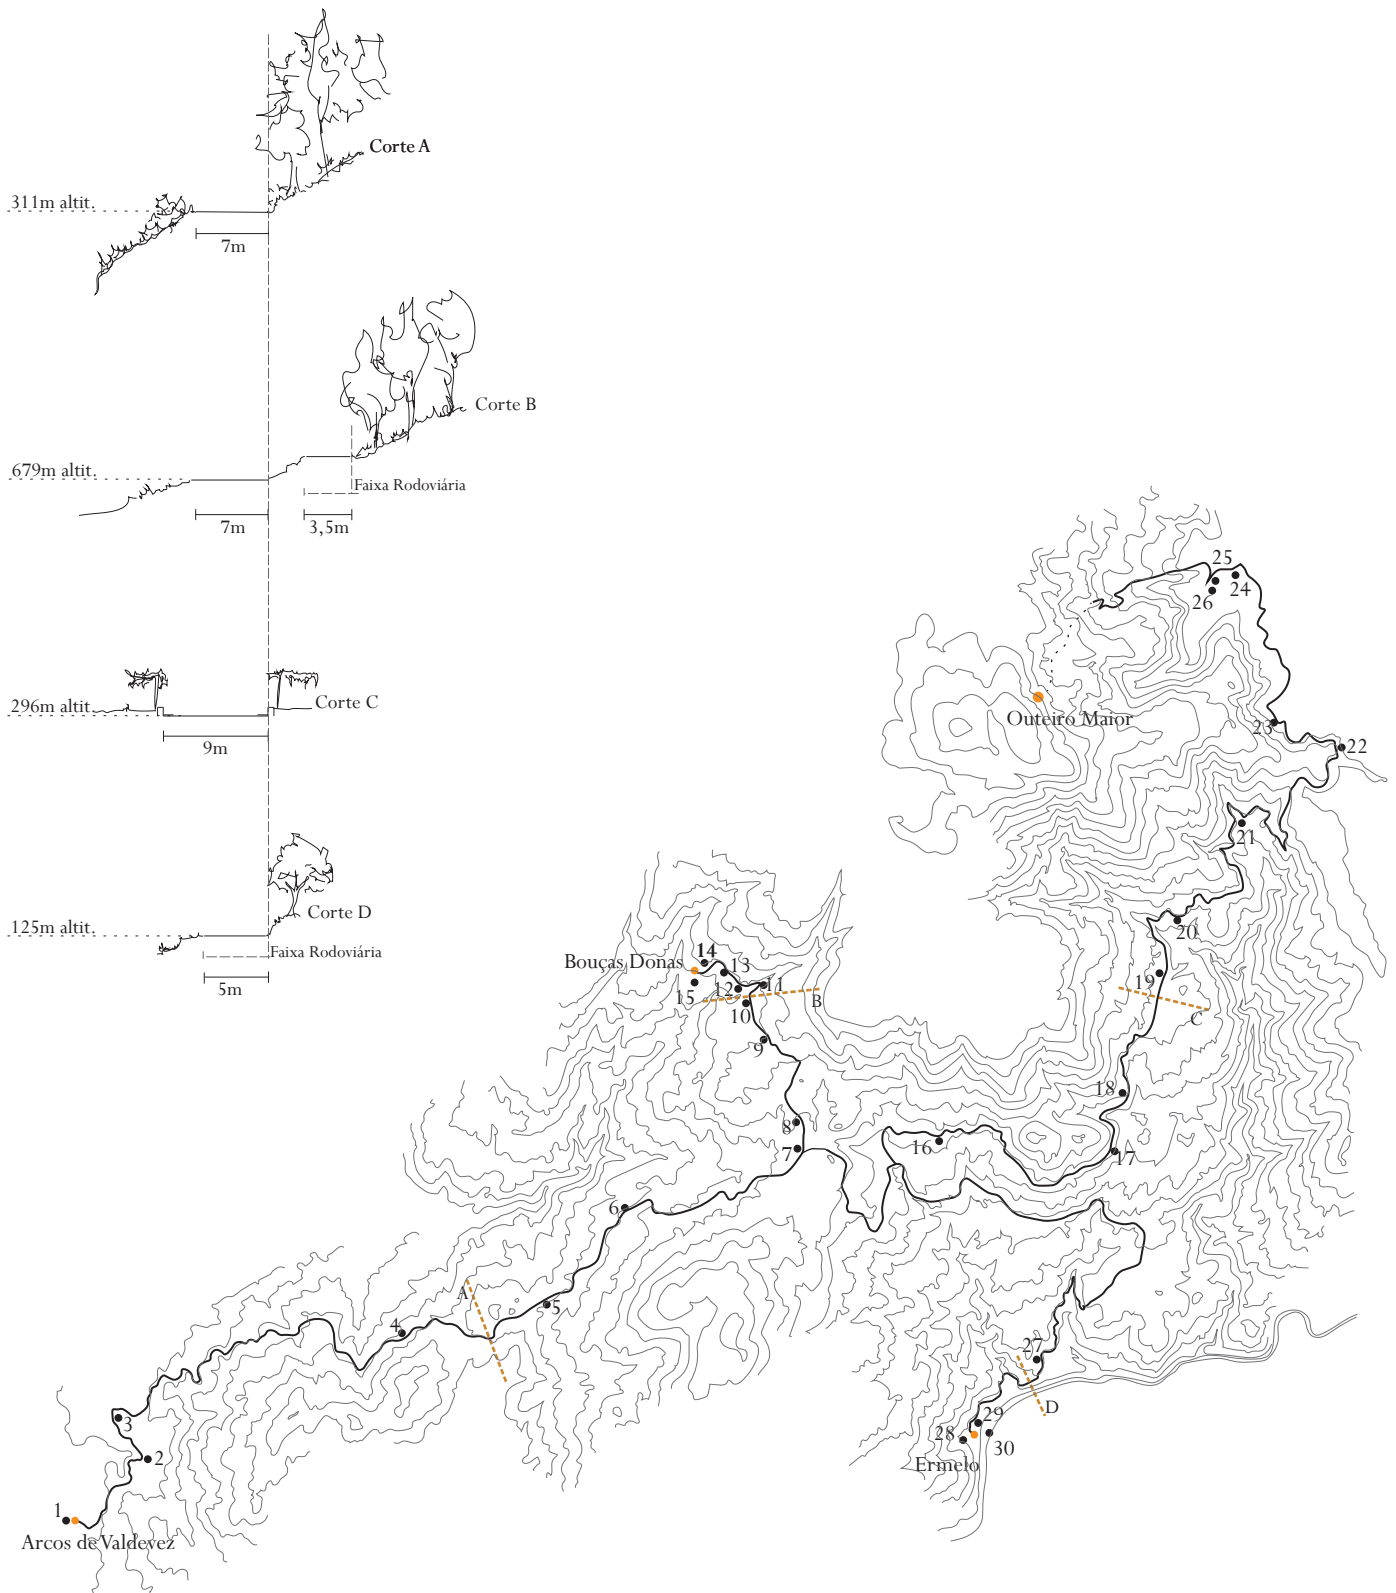 Corte A
311m altit.
7m
Corte B
679m altit.
Faixa Rodoviária
7m
3,5m
Corte C
296m altit.
9m
Corte D
125m altit.
Faixa Rodoviária
5m
25
24
26
Outeiro Maior
23
22
21
20
Bouças Donas
14
13
12
11
15
10
B
19
C
9
18
8
7
16
17
6
A
5
4
27
D
3
29
28
30
2
Ermelo
1
Arcos de Valdevez